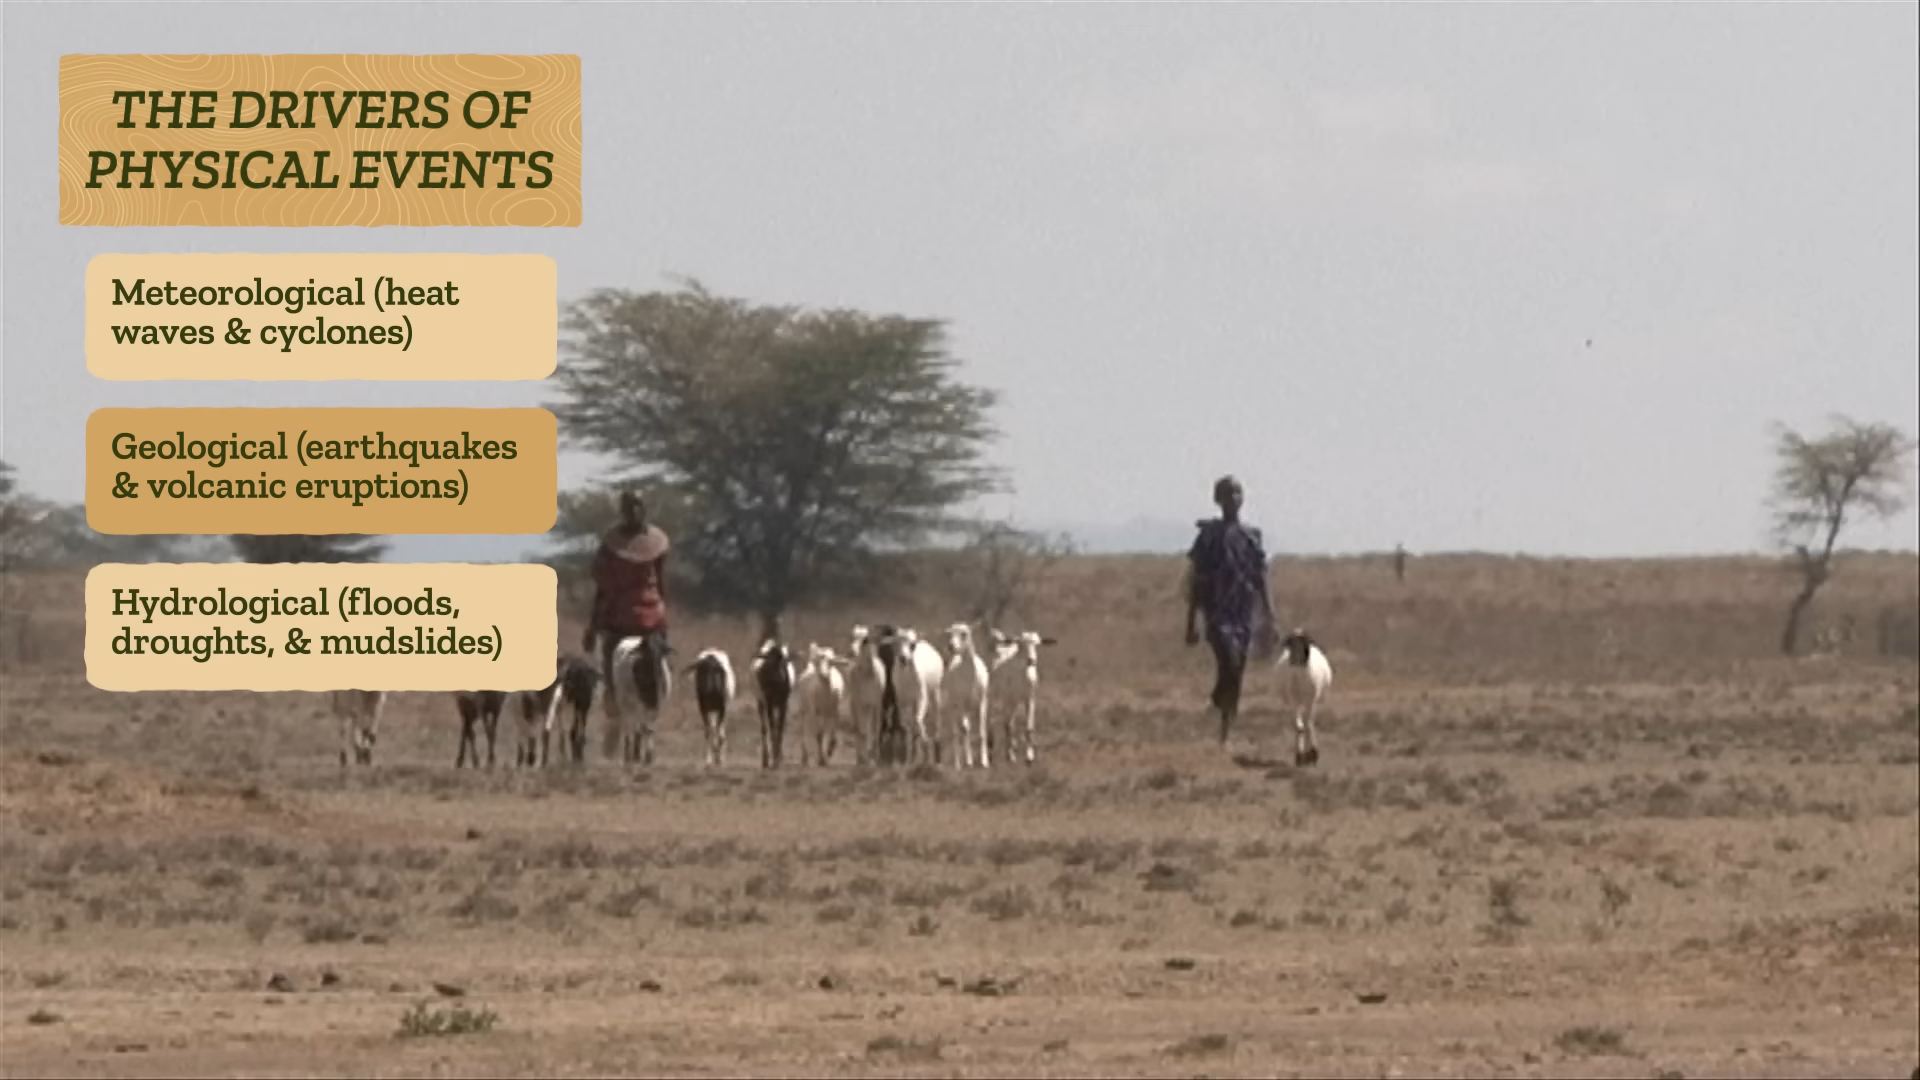 THE DRIVERS OF
PHYSICAL EVENTS
Meteorological (heat
waves & cyclones)
Geological (earthquakes
& volcanic eruptions)
Hydrological (floods,
droughts, & mudslides)